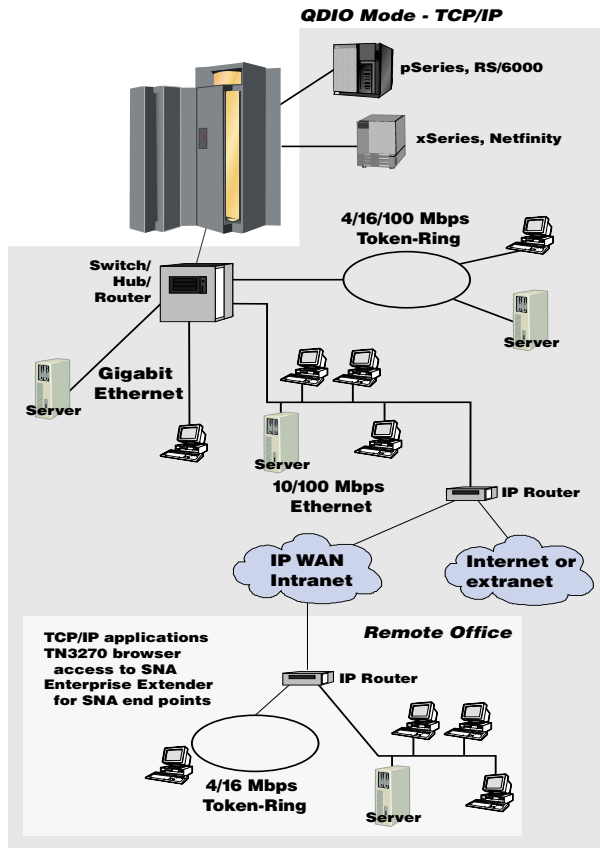 QDIO Mode - TCP/IP
pSeries, RS/6000
xSeries, Netfinity
4/16/100 Mbps
Token-Ring
Switch/
Hub/
Router
Server
Gigabit
Ethernet
Server
Server
10/100 Mbps
Ethernet
IP Router
IP WAN
Intranet
Internet or
extranet
Remote Office
TCP/IP applications
TN3270 browser
access to SNA
Enterprise Extender
for SNA end points
IP Router
4/16 Mbps
Token-Ring
Server